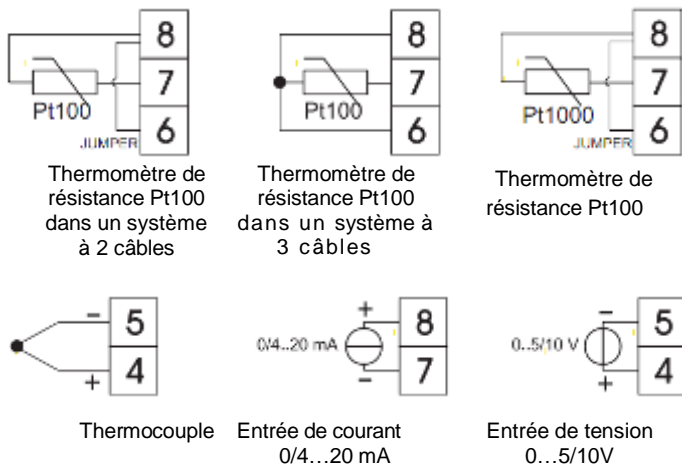 8
7
6
Pt100
JUMPER
Thermomètre de
résistance Pt100
dans un système
à 2 câbles
8
7
6
Pt100
Thermomètre de
résistance Pt100
dans un système à
3 câbles
8
7
6
Pt1000
JUMPER
Thermomètre de
résistance Pt100
-
5
4
+
Thermocouple
+
8
0/4..20 mA
7
-
Entrée de courant
0/4…20 mA
-
5
0..5/10 V
4
+
Entrée de tension
0…5/10V